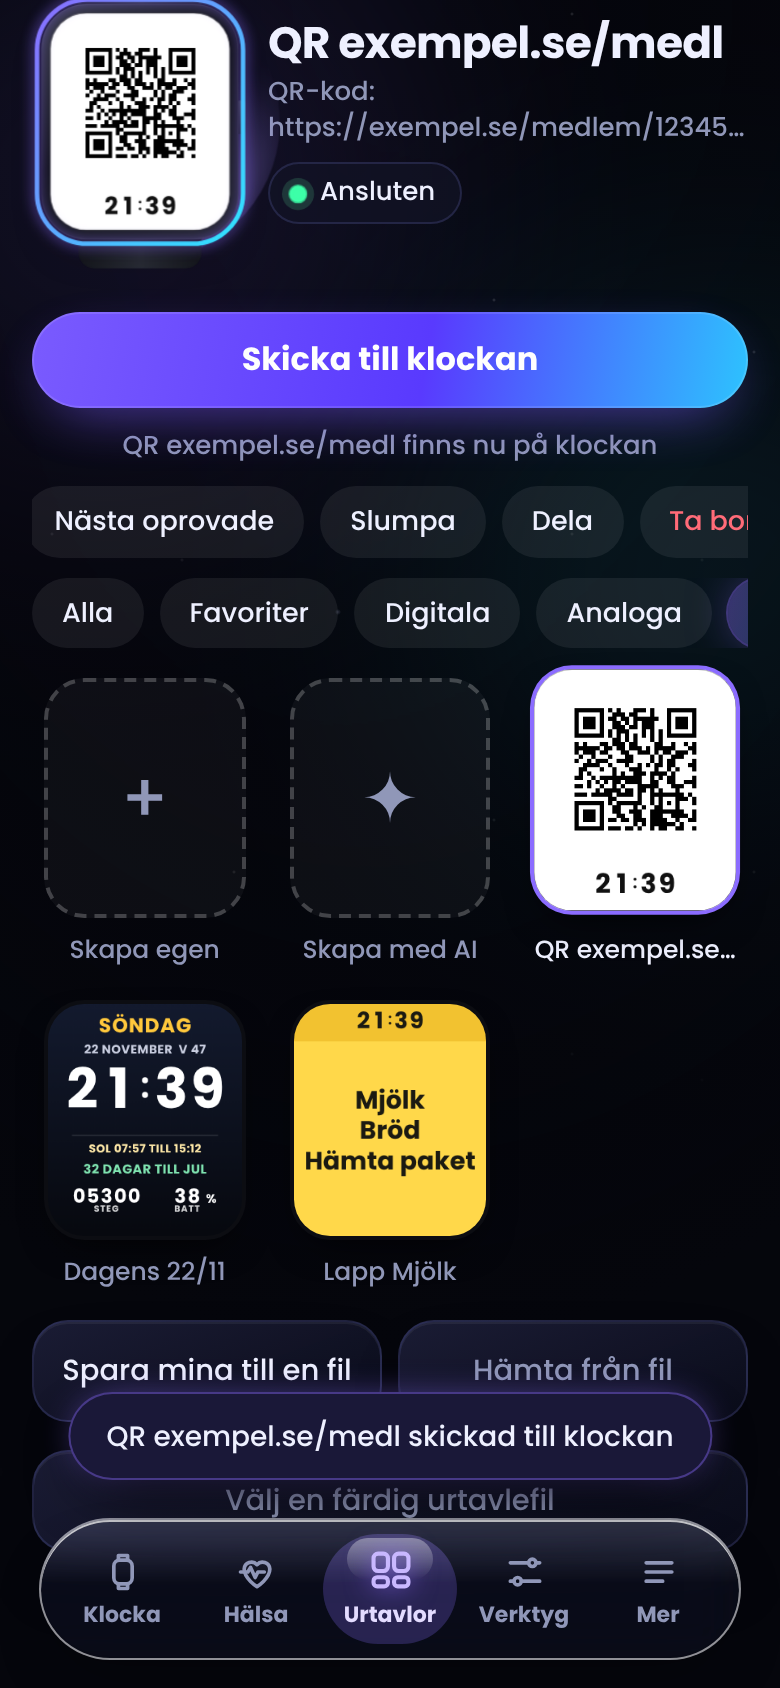 QR exempel.se/medl
QR-kod:
https://exempel.se/medlem/12345...
21:39
Ansluten
Skicka till klockan
QR exempel.se/medl finns nu på klockan
Nästa oprovade
Slumpa
Dela
Ta bor
Alla
Favoriter
Digitala
Analoga
21:39
Skapa egen
Skapa med AI
QR exempel.se...
SÖNDAG
22 NOVEMBER V 47
21:39
SOL 07:57 TILL 15:12
32 DAGAR TILL JUL
05300
STEG
38 %
BATT
21:39
Mjölk
Bröd
Hämta paket
Dagens 22/11
Lapp Mjölk
Spara mina till en fil
Hämta från fil
QR exempel.se/medl skickad till klockan
Välj en färdig urtavlefil
Klocka
Hälsa
Urtavlor
Verktyg
Mer